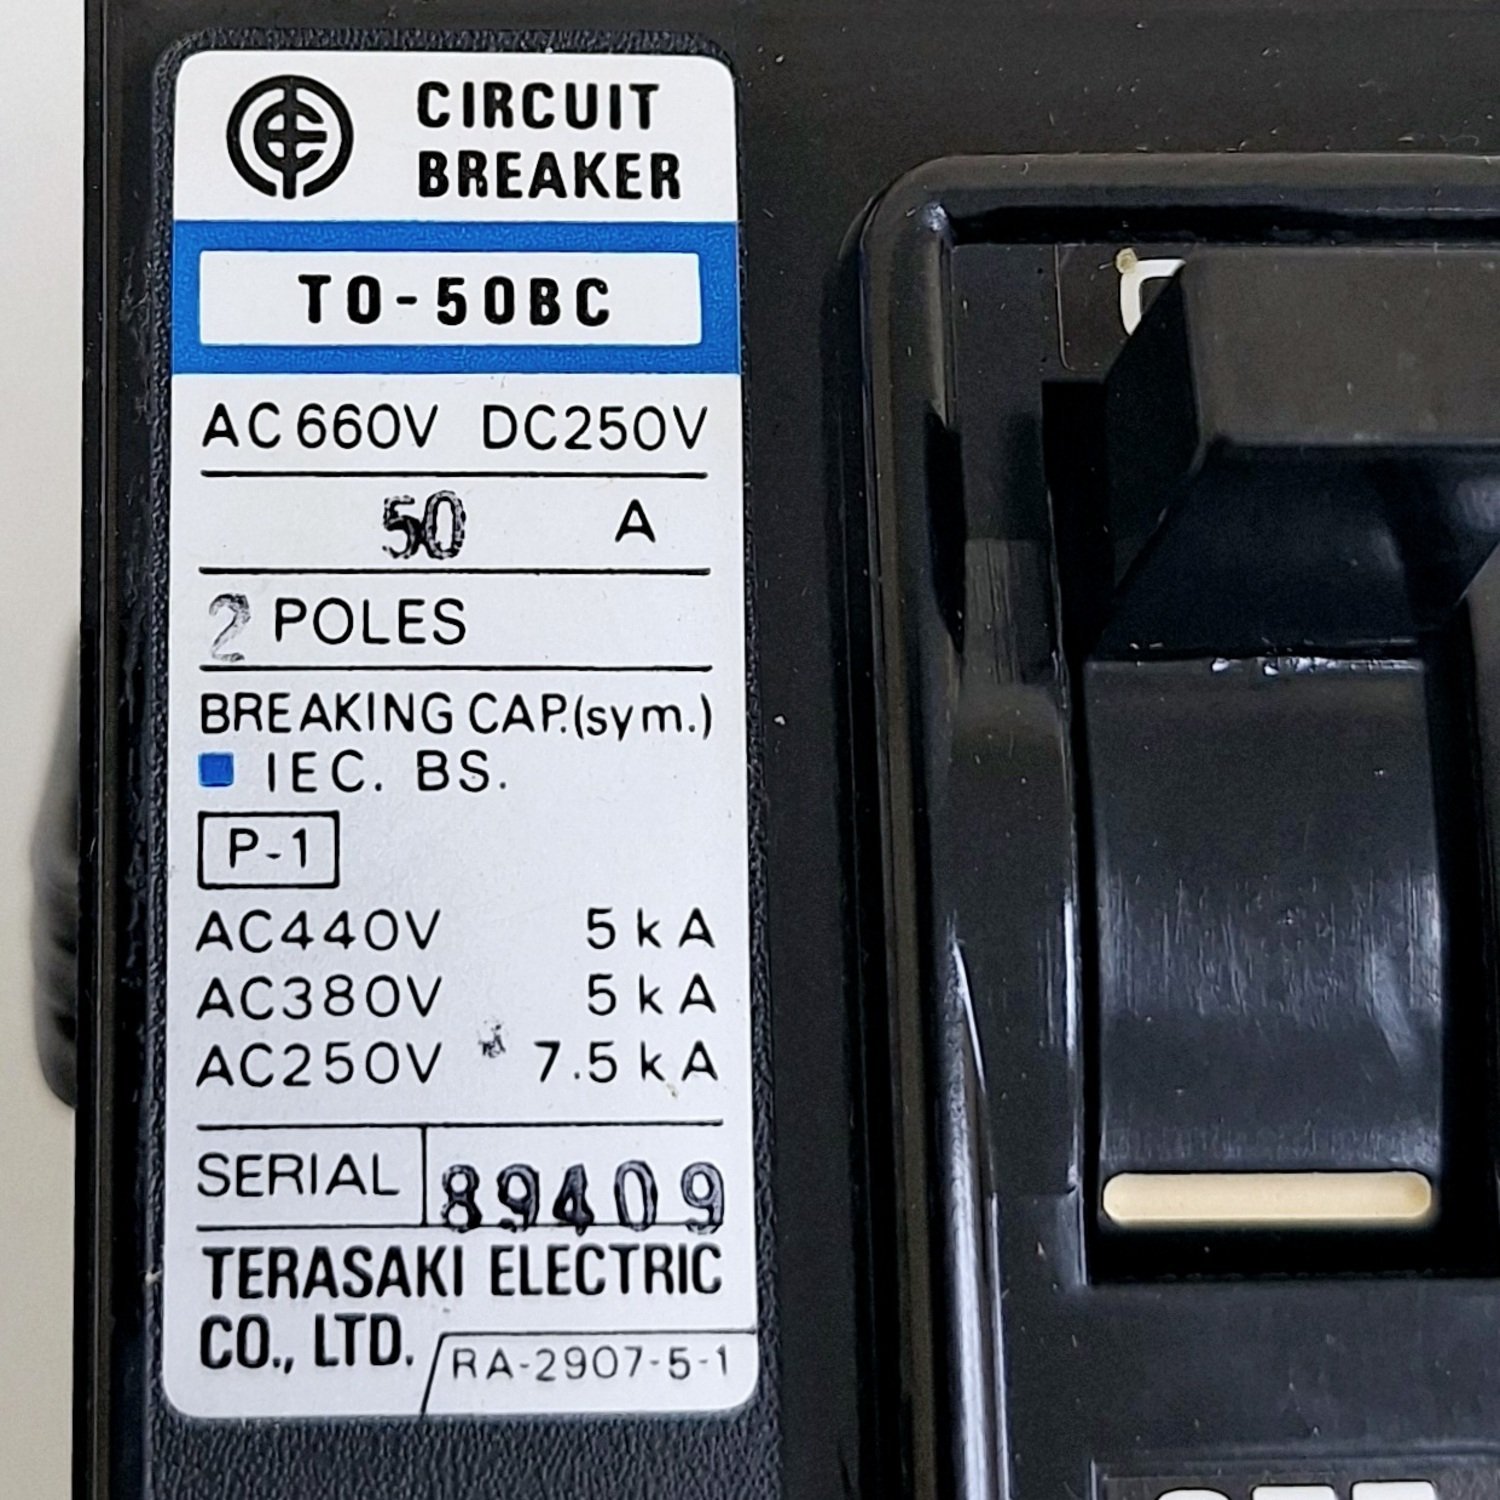 CIRCUIT
BREAKER
TO-50BC
AC660V DC250V
50 A
2 POLES
BREAKING CAP.(sym.)
IEC. BS.
P-1
AC440V 5kA
AC380V 5kA
AC250V 7.5kA
SERIAL 89409
TERASAKI ELECTRIC
CO., LTD.
RA-2907-5-1